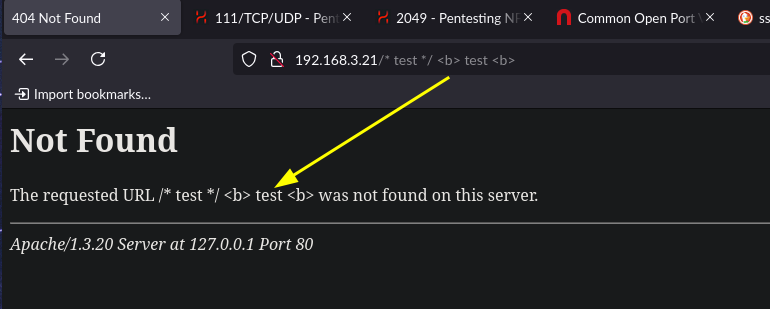 404 Not Found
111/TCP/UDP - Pent
2049 - Pentesting NF
Common Open Port
ss
192.168.3.21/* test */ <b> test <b>
Import bookmarks...
Not Found
The requested URL /* test */ <b> test <b> was not found on this server.
Apache/1.3.20 Server at 127.0.0.1 Port 80